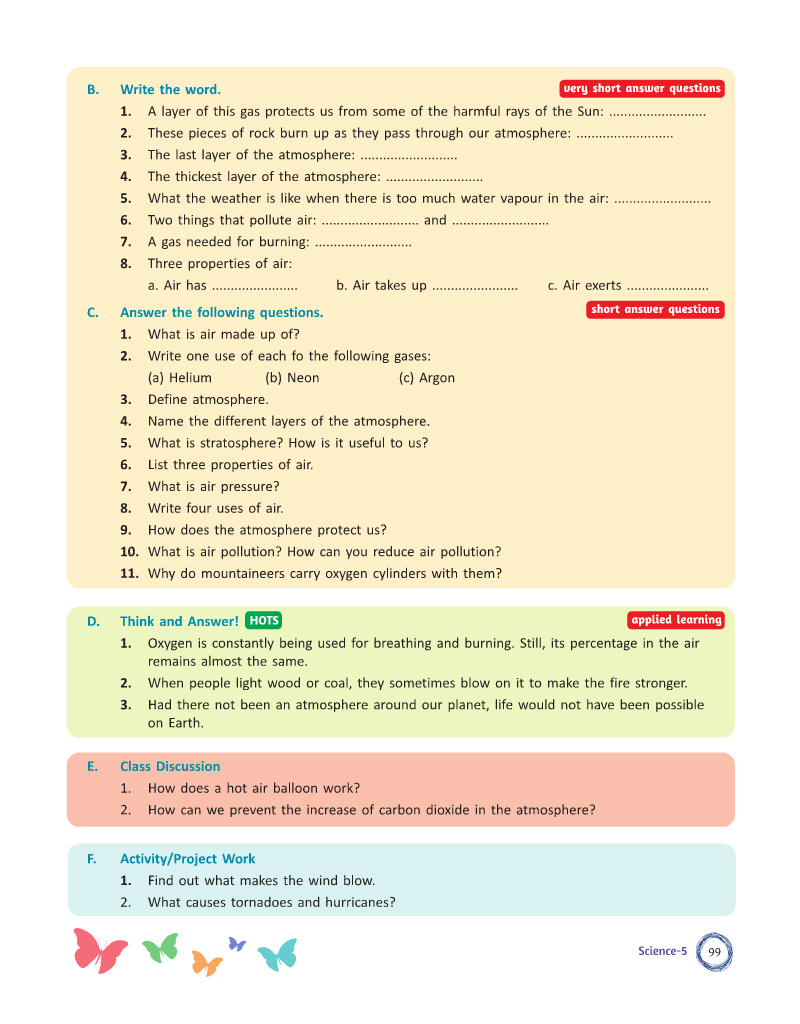 B. Write the word. very short answer questions
1. A layer of this gas protects us from some of the harmful rays of the Sun: .........................
2. These pieces of rock burn up as they pass through our atmosphere: .........................
3. The last layer of the atmosphere: .........................
4. The thickest layer of the atmosphere: .........................
5. What the weather is like when there is too much water vapour in the air: .........................
6. Two things that pollute air: ......................... and .........................
7. A gas needed for burning: .........................
8. Three properties of air:
a. Air has ...................... b. Air takes up ...................... c. Air exerts .....................
C. Answer the following questions. short answer questions
1. What is air made up of?
2. Write one use of each fo the following gases:
(a) Helium (b) Neon (c) Argon
3. Define atmosphere.
4. Name the different layers of the atmosphere.
5. What is stratosphere? How is it useful to us?
6. List three properties of air.
7. What is air pressure?
8. Write four uses of air.
9. How does the atmosphere protect us?
10. What is air pollution? How can you reduce air pollution?
11. Why do mountaineers carry oxygen cylinders with them?
D. Think and Answer! HOTS applied learning
1. Oxygen is constantly being used for breathing and burning. Still, its percentage in the air
remains almost the same.
2. When people light wood or coal, they sometimes blow on it to make the fire stronger.
3. Had there not been an atmosphere around our planet, life would not have been possible
on Earth.
E. Class Discussion
1. How does a hot air balloon work?
2. How can we prevent the increase of carbon dioxide in the atmosphere?
F. Activity/Project Work
1. Find out what makes the wind blow.
2. What causes tornadoes and hurricanes?
Science-5 99